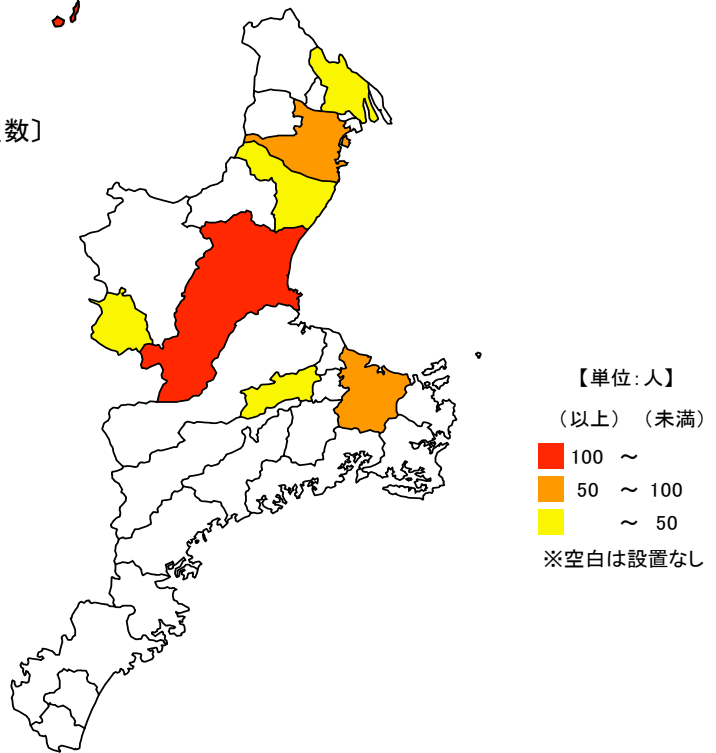 数〕
【単位：人】
（以上） （未満）
100 ～
50 ～ 100
～ 50
※空白は設置なし